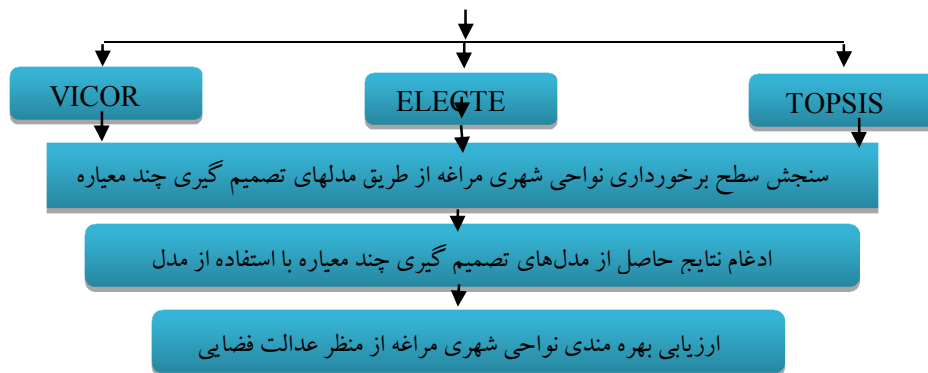 VICOR
ELECTE
TOPSIS
سنجش سطح برخورداری نواحی شهری مراغه از طریق مدلهای تصمیم گیری چند معیاره
ادغام نتایج حاصل از مدل‌های تصمیم گیری چند معیاره با استفاده از مدل
ارزیابی بهره مندی نواحی شهری مراغه از منظر عدالت فضایی